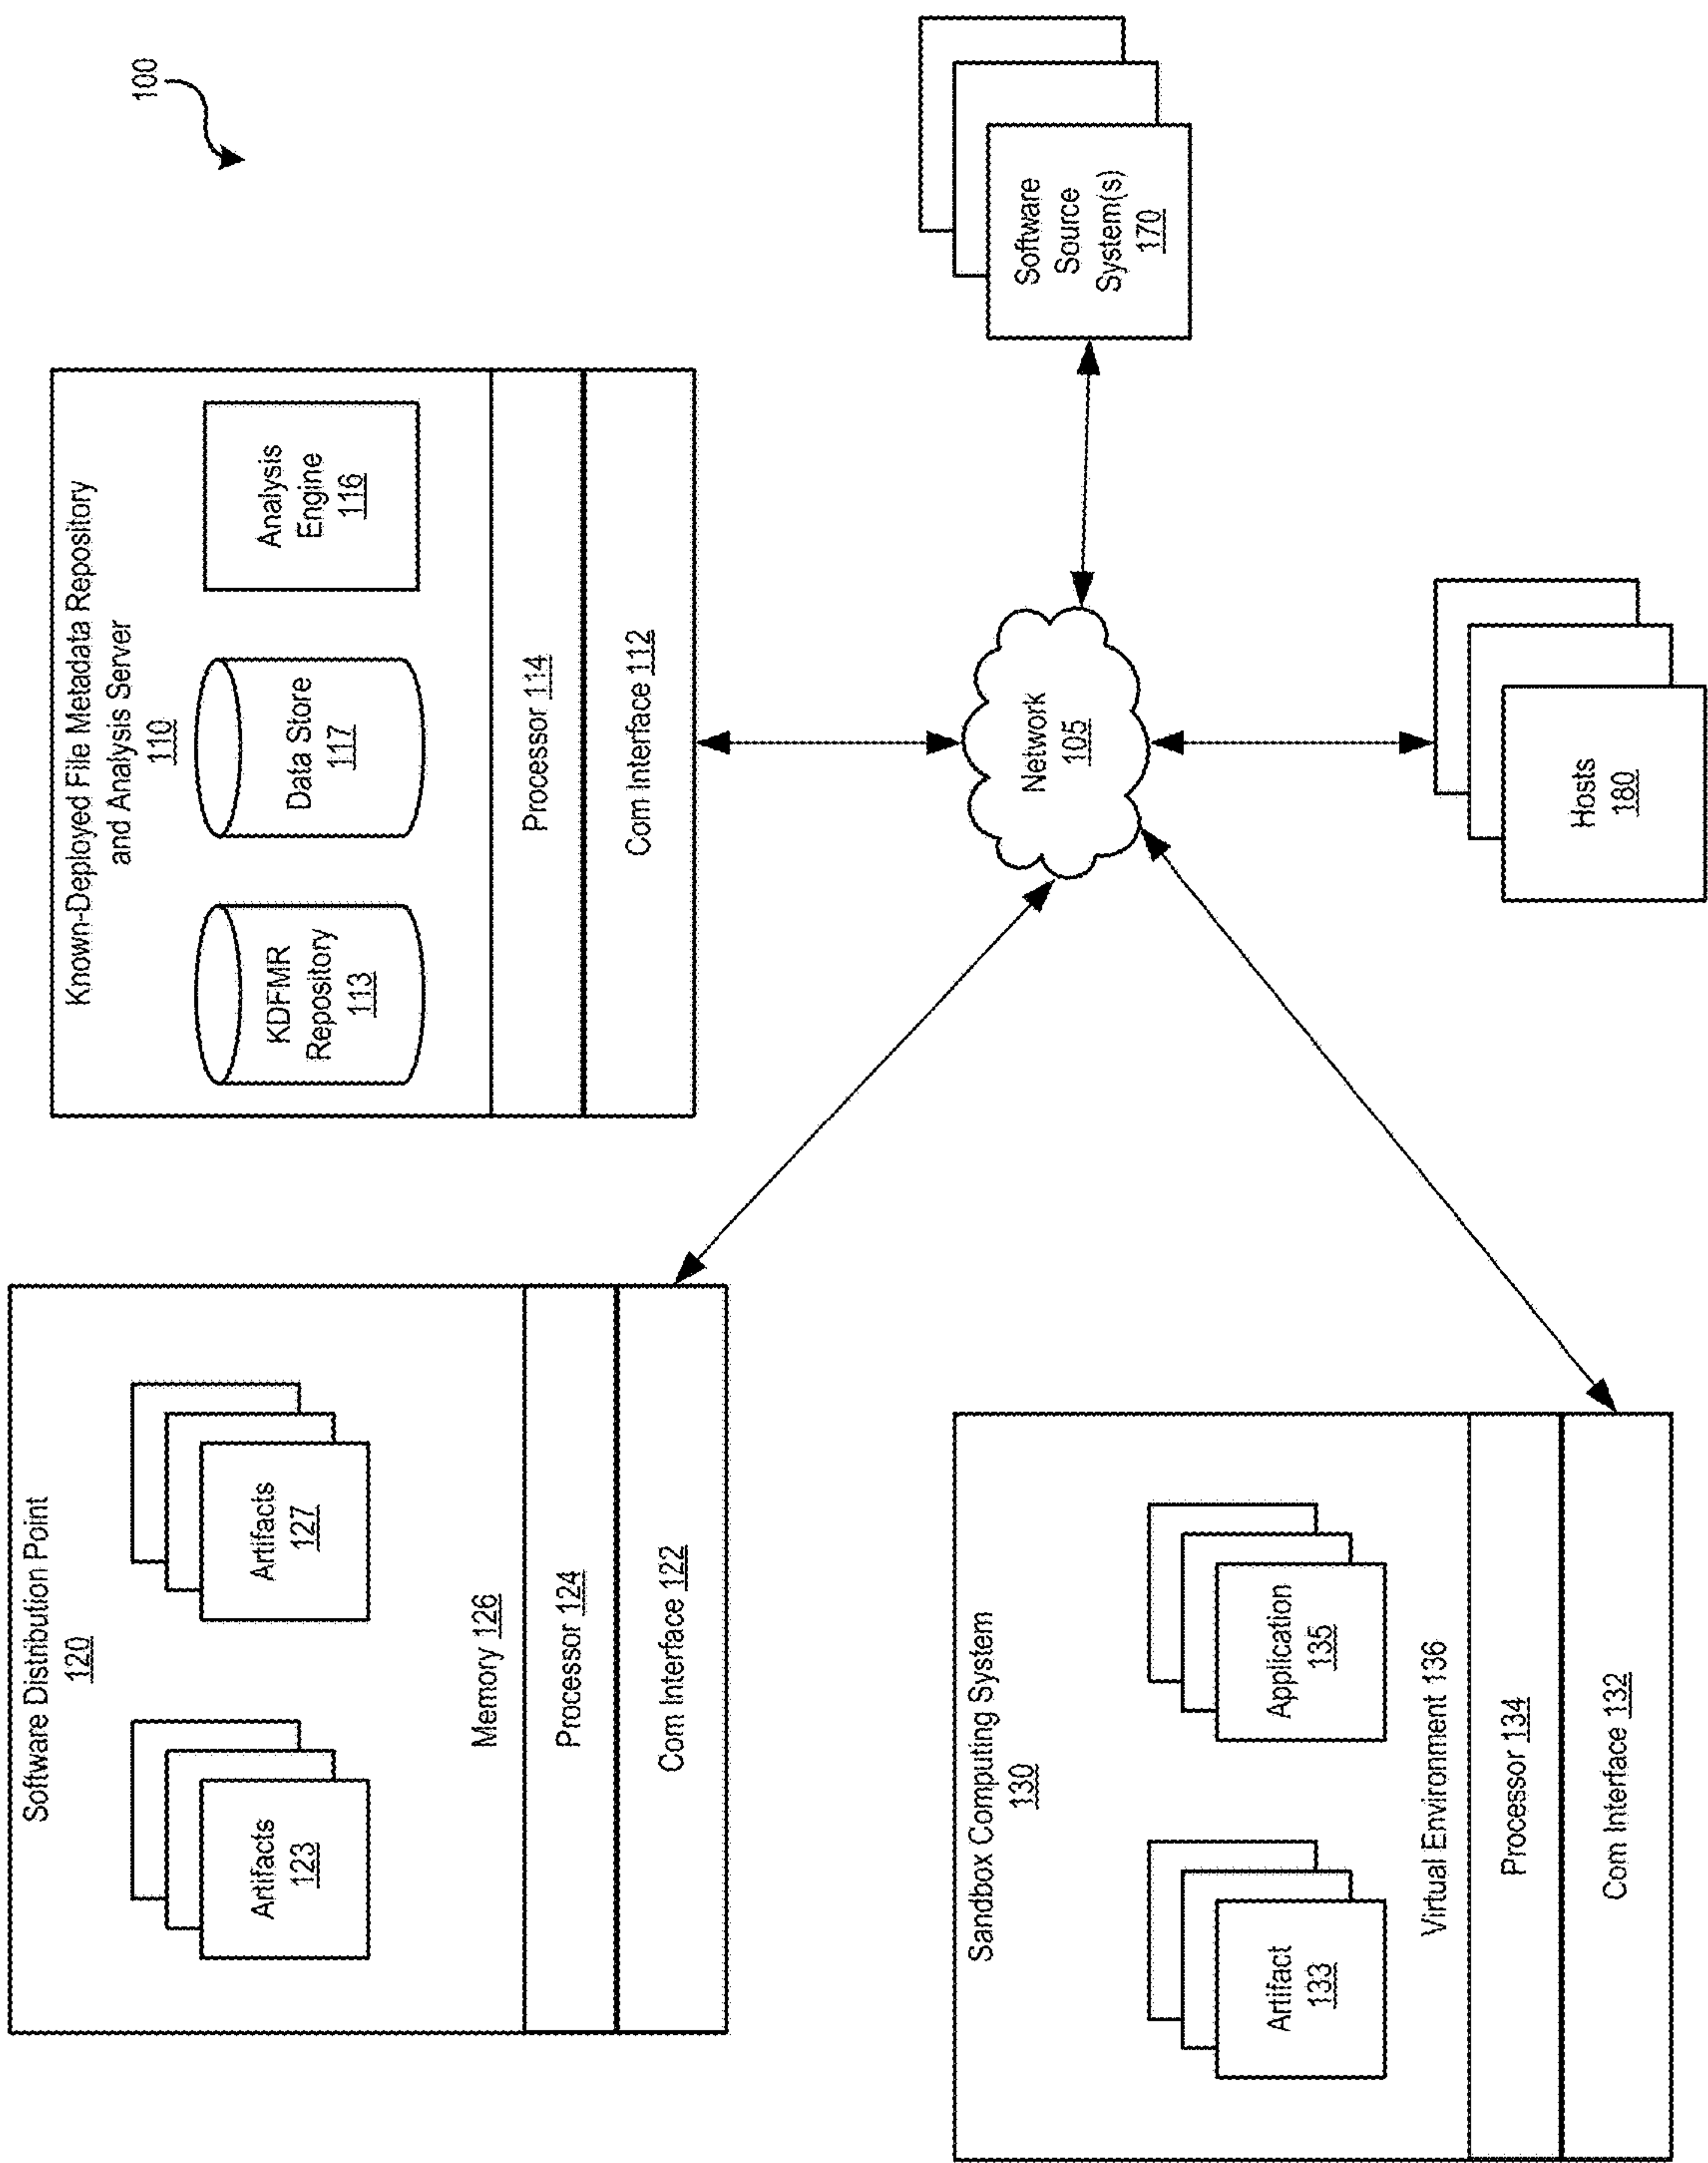 100
Software Distribution Point
120
Artifacts
123
Artifacts
127
Memory 126
Processor 124
Com Interface 122
Known-Deployed File Metadata Repository
and Analysis Server
110
KDFMR
Repository
113
Data Store
117
Analysis
Engine
116
Processor 114
Com Interface 112
Network
105
Software
Source
System(s)
170
Sandbox Computing System
130
Artifact
133
Application
135
Virtual Environment 136
Processor 134
Com Interface 132
Hosts
180